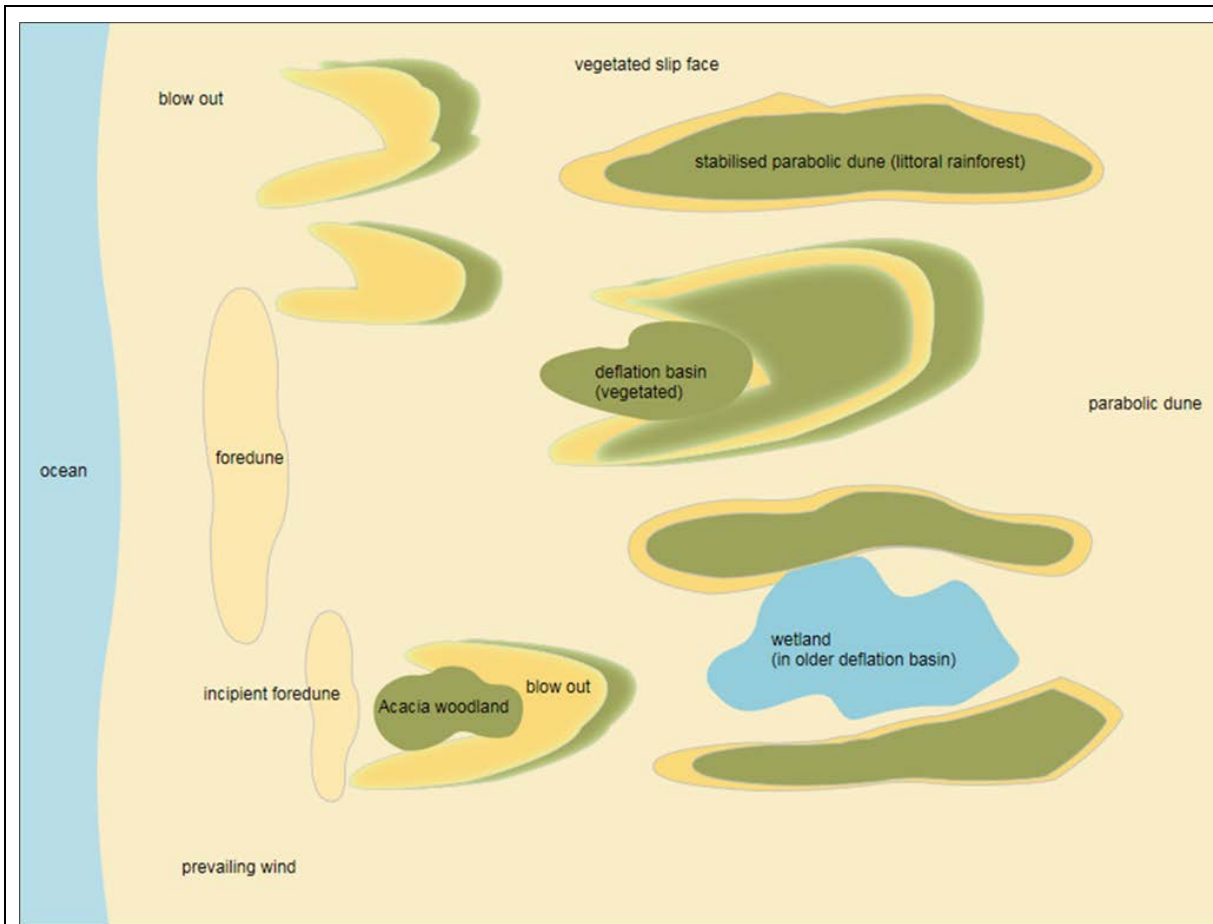 vegetated slip face
blow out
stabilised parabolic dune (littoral rainforest)
deflation basin
(vegetated)
parabolic dune
foredune
ocean
wetland
(in older deflation basin)
blow out
incipient foredune
Acacia woodland
prevailing wind